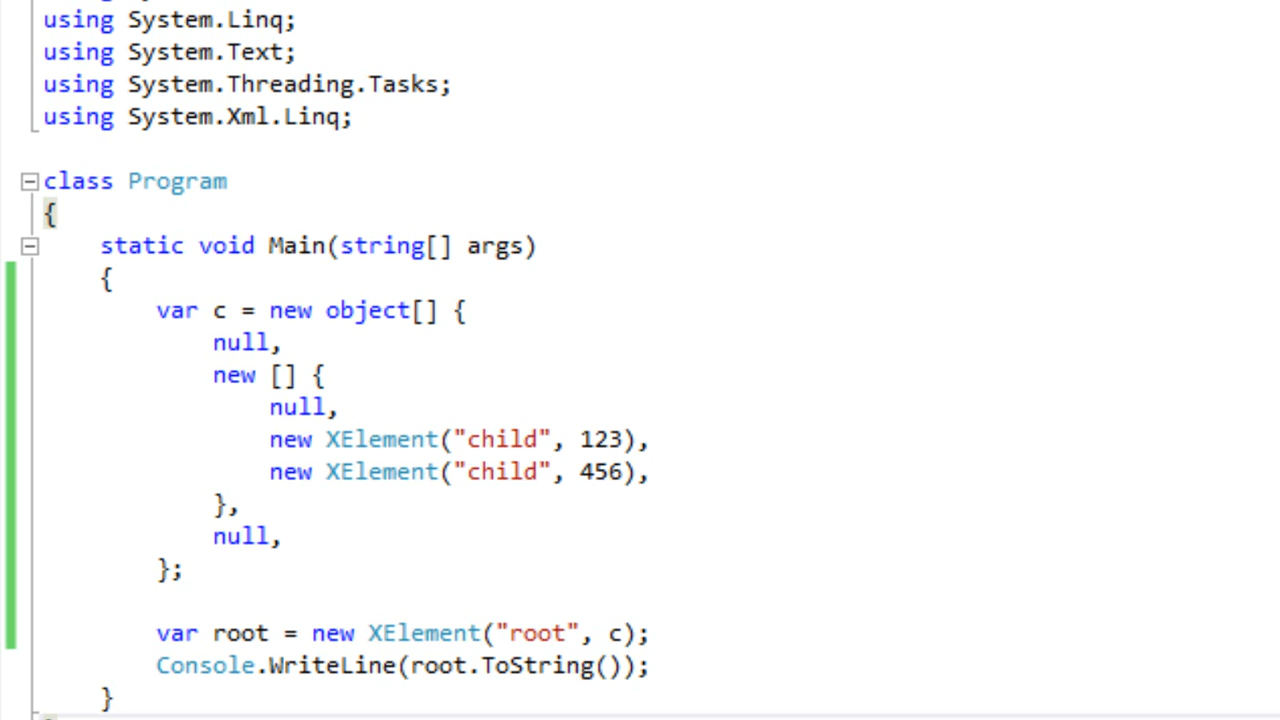 using System.Linq;
using System.Text;
using System.Threading.Tasks;
using System.Xml.Linq;
class Program
{
static void Main(string[] args)
{
var c = new object[] {
null,
new [] {
null,
new XElement("child", 123),
new XElement("child", 456),
},
null,
};
var root = new XElement("root", c);
Console.WriteLine(root.ToString());
}